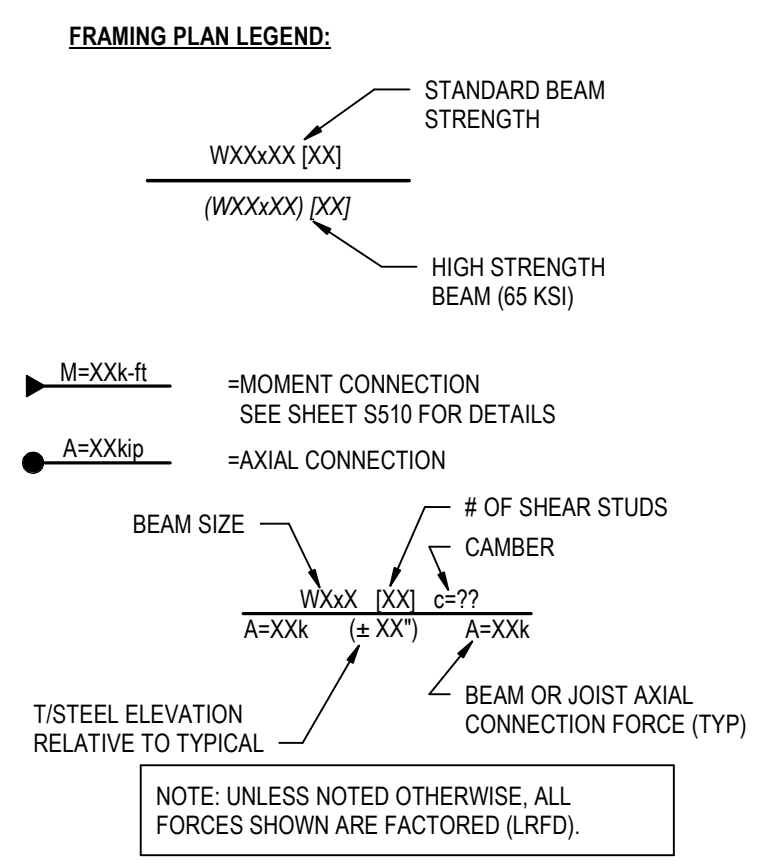 FRAMING PLAN LEGEND:
STANDARD BEAM
STRENGTH
WXXxXX [XX]
(WXXxXX) [XX]
HIGH STRENGTH
BEAM (65 KSI)
M=XXk-ft
=MOMENT CONNECTION
SEE SHEET S510 FOR DETAILS
A=XXkip
=AXIAL CONNECTION
# OF SHEAR STUDS
BEAM SIZE
CAMBER
WXxX [XX] c=??
A=XXk (± XX") A=XXk
BEAM OR JOIST AXIAL
CONNECTION FORCE (TYP)
T/STEEL ELEVATION
RELATIVE TO TYPICAL
NOTE: UNLESS NOTED OTHERWISE, ALL
FORCES SHOWN ARE FACTORED (LRFD).